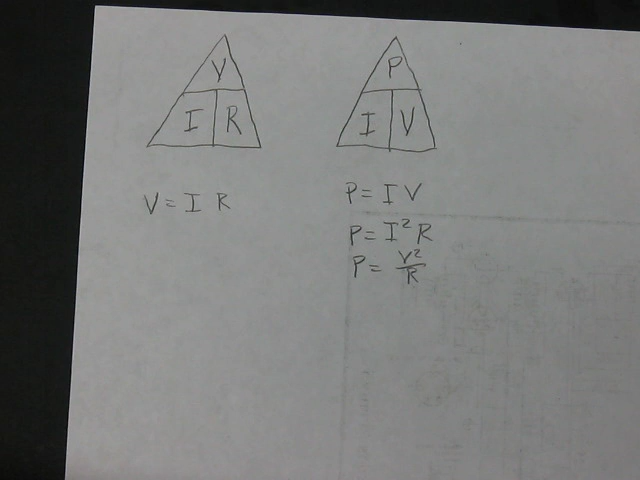 V
I R
P
I V
V = I R
P = I V
P = I² R
P = V²/R